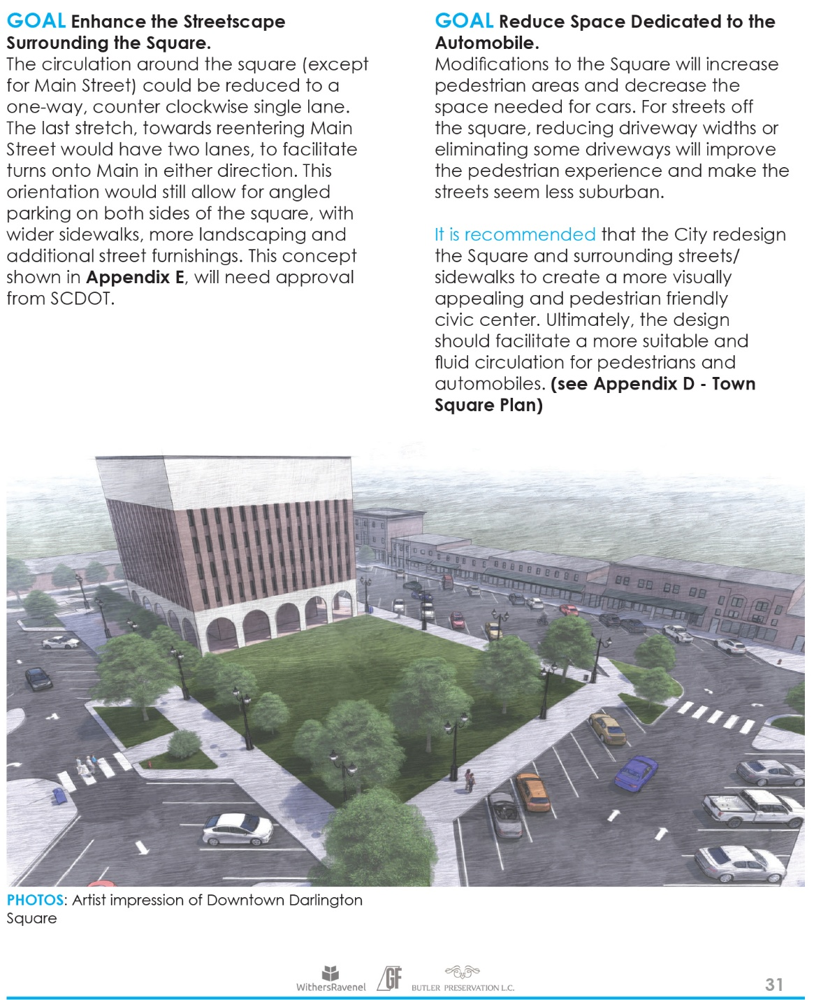 GOAL Enhance the Streetscape
Surrounding the Square.
The circulation around the square (except
for Main Street) could be reduced to a
one-way, counter clockwise single lane.
The last stretch, towards reentering Main
Street would have two lanes, to facilitate
turns onto Main in either direction. This
orientation would still allow for angled
parking on both sides of the square, with
wider sidewalks, more landscaping and
additional street furnishings. This concept
shown in Appendix E, will need approval
from SCDOT.
GOAL Reduce Space Dedicated to the
Automobile.
Modifications to the Square will increase
pedestrian areas and decrease the
space needed for cars. For streets off
the square, reducing driveway widths or
eliminating some driveways will improve
the pedestrian experience and make the
streets seem less suburban.
It is recommended that the City redesign
the Square and surrounding streets/
sidewalks to create a more visually
appealing and pedestrian friendly
civic center. Ultimately, the design
should facilitate a more suitable and
fluid circulation for pedestrians and
automobiles. (see Appendix D - Town
Square Plan)
PHOTOS: Artist impression of Downtown Darlington
Square
WithersRavenel
GF
BUTLER PRESERVATION L.C.
31